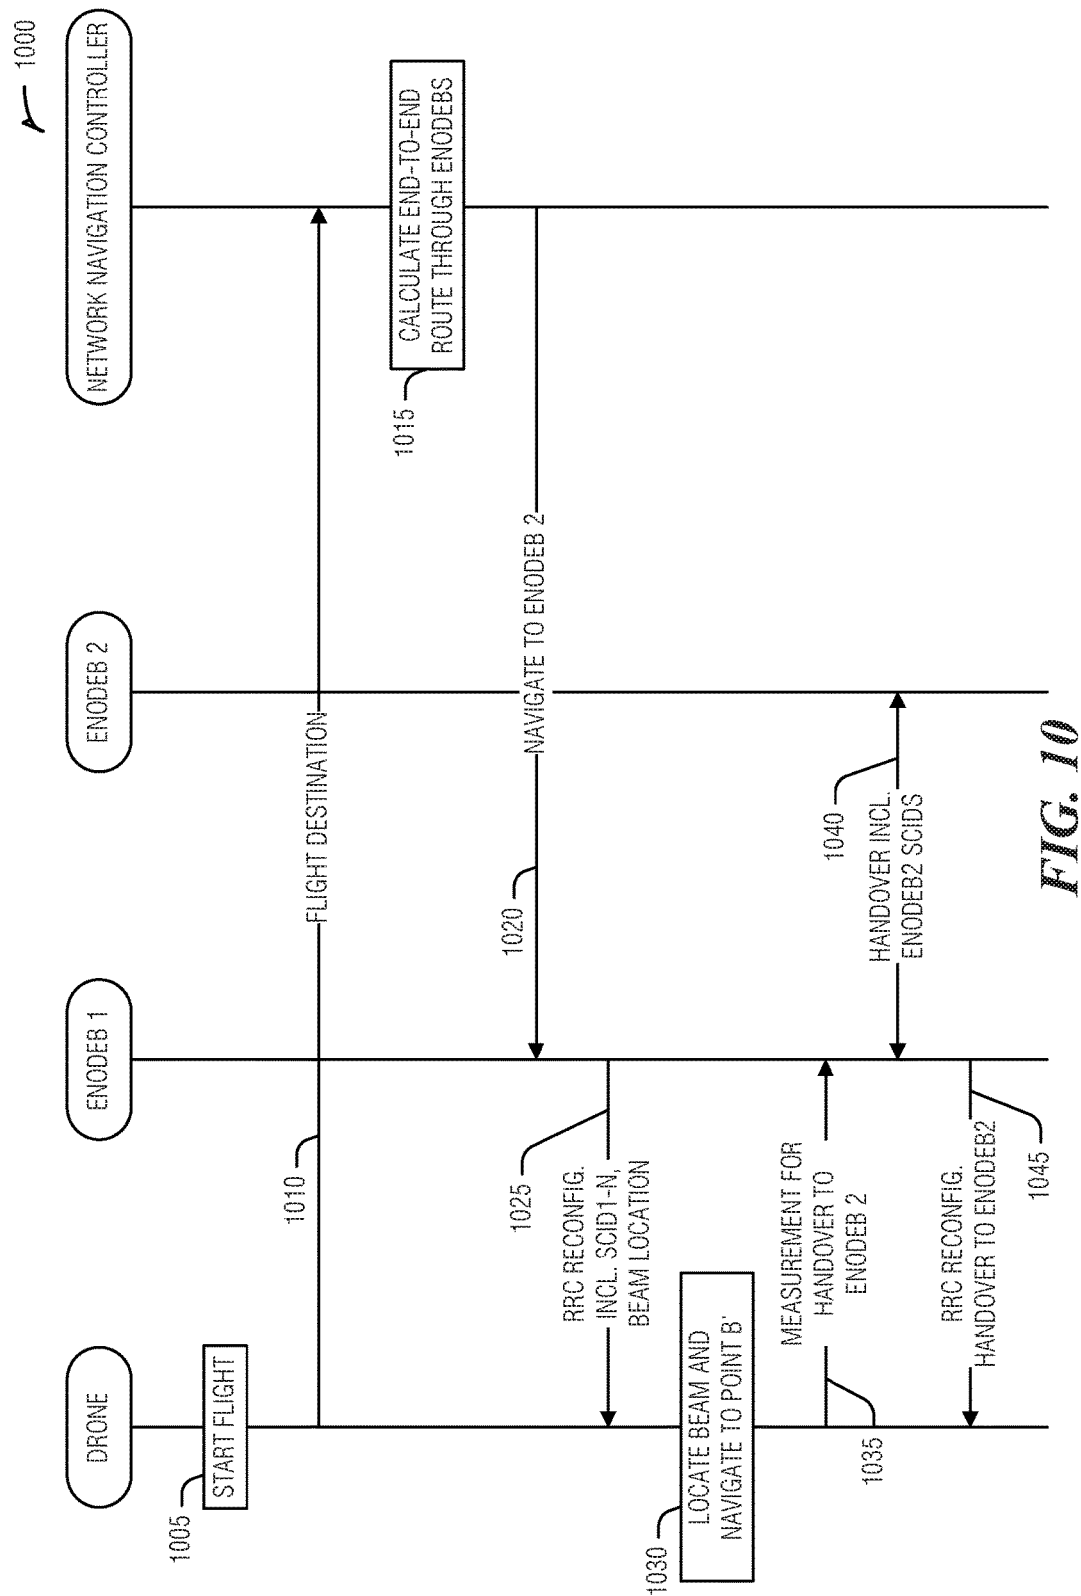 1000
DRONE
ENODEB 1
ENODEB 2
NETWORK NAVIGATION CONTROLLER
1005
START FLIGHT
1010
FLIGHT DESTINATION
1015
CALCULATE END-TO-END
ROUTE THROUGH ENODEBS
1020
NAVIGATE TO ENODEB 2
1025
RRC RECONFIG.
INCL. SCID1-N,
BEAM LOCATION
1030
LOCATE BEAM AND
NAVIGATE TO POINT B'
MEASUREMENT FOR
HANDOVER TO
ENODEB 2
1035
1040
HANDOVER INCL.
ENODEB2 SCIDS
RRC RECONFIG.
HANDOVER TO ENODEB2
1045
FIG. 10